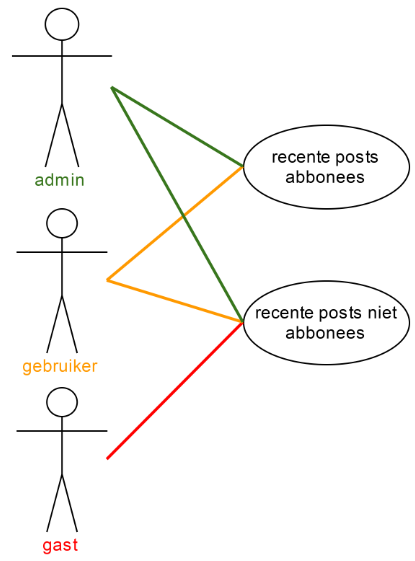 admin
recente posts
abbonees
gebruiker
recente posts niet
abbonees
gast